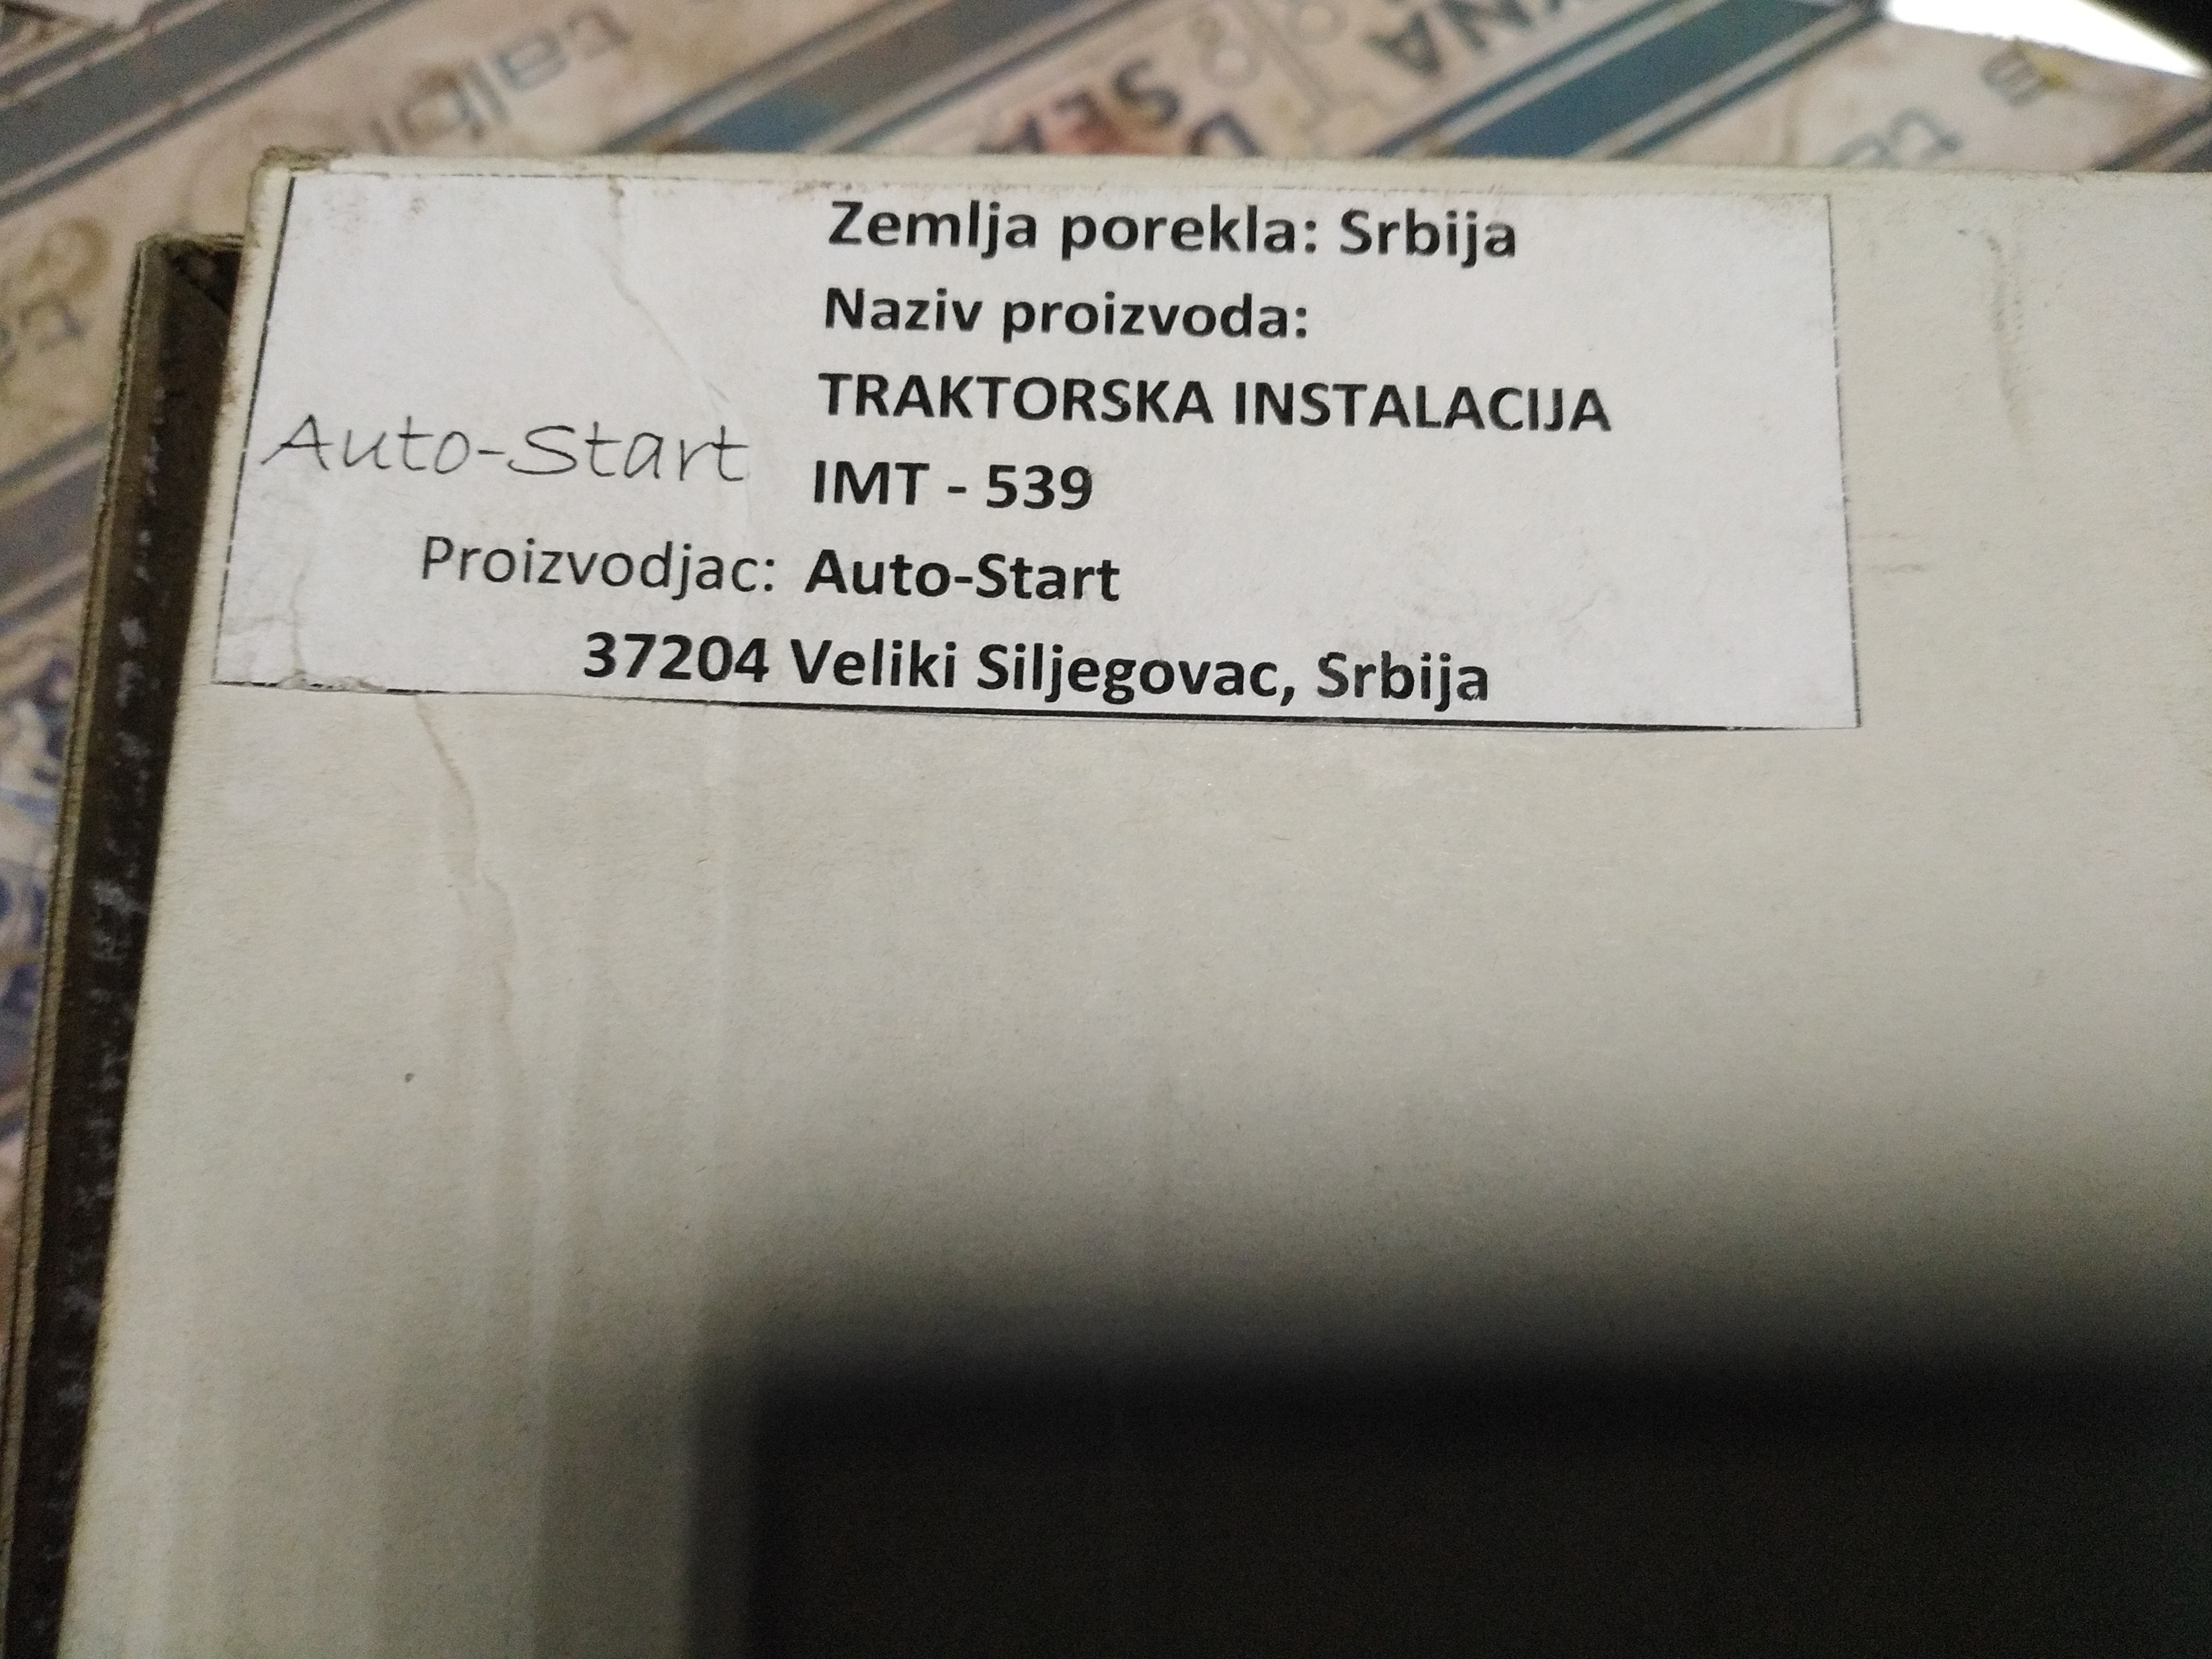 Zemlja porekla: Srbija
Naziv proizvoda:
TRAKTORSKA INSTALACIJA
Auto-Start
IMT - 539
Proizvodjac: Auto-Start
37204 Veliki Siljegovac, Srbija